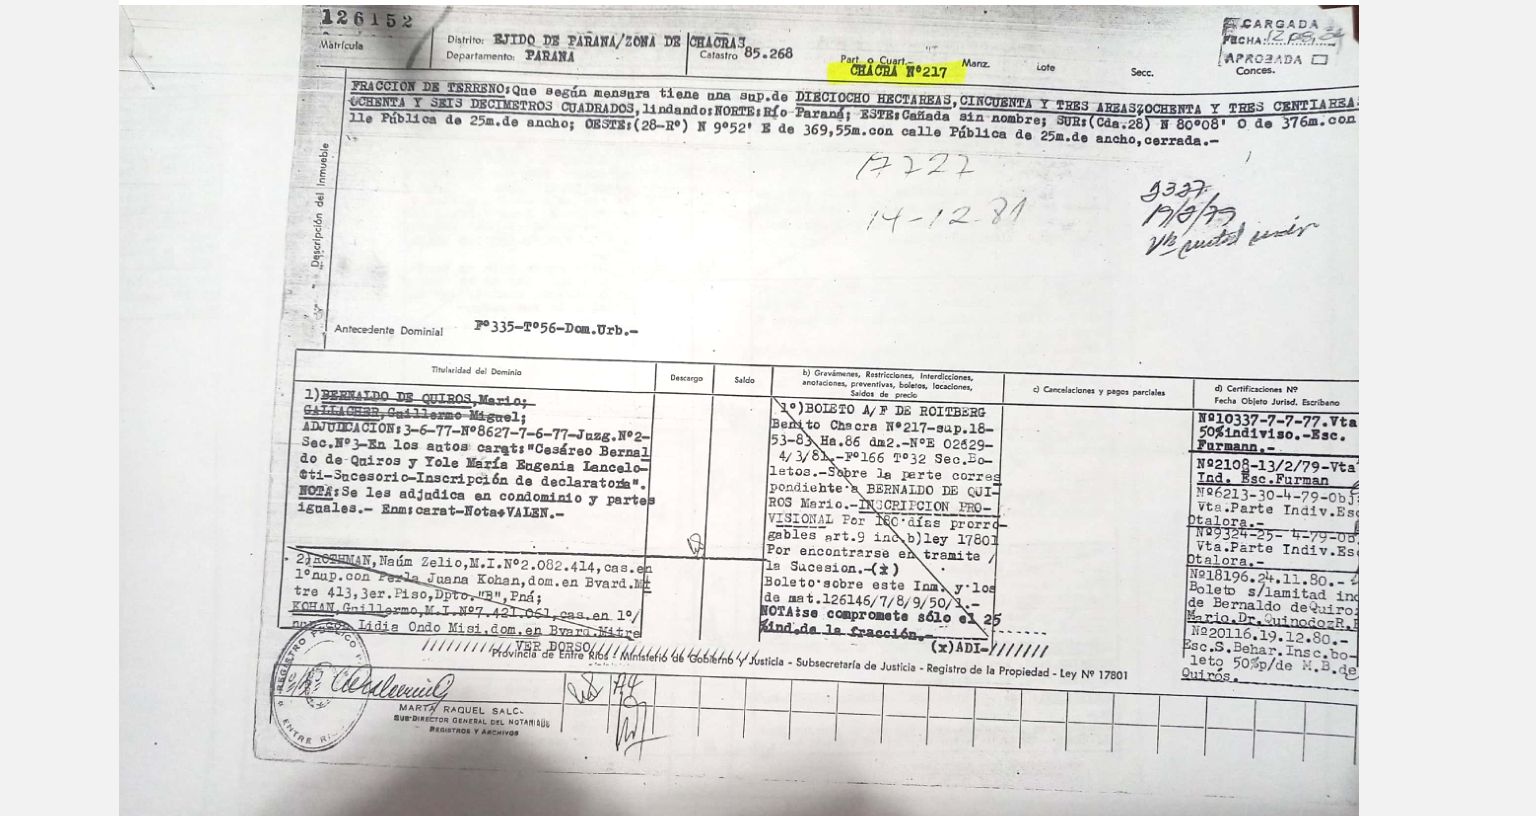 126152
Matrícula
Distrito: EJIDO DE PARANA/ZONA DE CHACRAS
Departamento: PARANA
Catastro 85.268
Part. o Cuart.—
CHACRA Nº217
Manz.
Lote
Secc.
CARGADA
FECHA:
APROBADA
Conces.
FRACCION DE TERRENO:Que según mensura tiene una sup.de DIECIOCHO HECTAREAS,CINCUENTA Y TRES AREAS,OCHENTA Y TRES CENTIAREAS
OCHENTA Y SEIS DECIMETROS CUADRADOS,lindando:NORTE:Río Paraná; ESTE:Cañada sin nombre; SUR:(Cda.28) N 80º08' O de 376m.con
lle Pública de 25m.de ancho; OESTE:(28-Rº) N 9º52' E de 369,55m.con calle Pública de 25m.de ancho,cerrada.-
17727
14-12-81
Descripción del Inmueble
Antecedente Dominial
Fº335-Tº56-Dom.Urb.-
Titularidad del Dominio
Descargo
Saldo
b) Gravámenes, Restricciones, Interdicciones,
anotaciones, preventivas, boletos, locaciones,
Saldos de precio
c) Cancelaciones y pagos parciales
d) Certificaciones Nº
Fecha Objeto Jurisd. Escribano
1)BERNALDO DE QUIROS,Mario;
GALLACHER,Guillermo Miguel;
ADJUDICACION:3-6-77-Nº8627-7-6-77-Juzg.Nº2-
Sec.Nº3-En los autos carat:"Cesáreo Bernal
do de Quiros y Yole María Eugenia Lancelo-
tti-Sucesorio-Inscripción de declaratoria".
NOTA:Se les adjudica en condominio y partes
iguales.- Enm:carat-Nota+VALEN.-
2)ROTHMAN,Naúm Zelio,M.I.Nº2.082.414,cas.en
1ºnup.con Perla Juana Kohan,dom.en Bvard.Mi
tre 413,3er.Piso,Dpto."B",Pná;
KOHAN,Guillermo,M.I.Nº7.421.061,cas.en 1º/
Lidia Ondo Misi,dom.en Bvard.Mitre
VER DORSO
1º)BOLETO A/F DE ROITBERG
Benito Chacra Nº217-sup.18-
53-83 Ha.86 dm2.-NºE 02629-
4/3/81.-Fº166 Tº32 Sec.Bo-
letos.-Sobre la parte corres
pondiente a BERNALDO DE QUI-
ROS Mario.-INSCRIPCION PRO-
VISIONAL Por 180 días prorro-
gables art.9 inc.b)ley 17801
Por encontrarse en tramite /
la Sucesion.-(x)
Boleto sobre este Inm. y los
de mat.126146/7/8/9/50/1.-
NOTA:se compromete sólo el 25
%ind.de la fracción.-
(x)ADI-///////
Nº10337-7-7-77.Vta
50%indiviso.-Esc.
Furmann.-
Nº2108-13/2/79-Vta
Ind. Esc.Furman
Nº6213-30-4-79-Obj
Vta.Parte Indiv.Esc
Otalora.-
Nº9324-25- 4-79-Ob
Vta.Parte Indiv.Esc
Otalora.-
Nº18196.24.11.80.-
Boleto s/lamitad ind
de Bernaldo deQuiro
Mario.Dr.QuinodozR.
Nº20116.19.12.80.-
Esc.S.Behar.Insc.bo-
leto 50%p/de M.B.de
Quirós.
Provincia de Entre Ríos - Ministerio de Gobierno y Justicia - Subsecretaría de Justicia - Registro de la Propiedad - Ley Nº 17801
REGISTRO PUBLICO
ENTRE R
MARTA RAQUEL SALC-
SUB-DIRECTOR GENERAL DEL NOTARIADO
REGISTROS Y ARCHIVOS